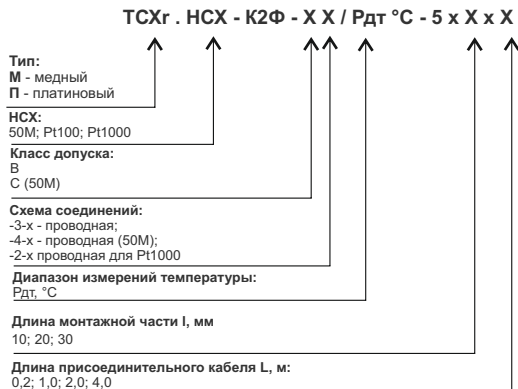 ТСХr . НСХ - К2Ф - Х Х / Рдт °С - 5 х Х х Х
Тип:
М - медный
П - платиновый
НСХ:
50М; Pt100; Pt1000
Класс допуска:
В
С (50М)
Схема соединений:
-3-х - проводная;
-4-х - проводная (50М);
-2-х проводная для Pt1000
Диапазон измерений температуры:
Рдт, °С
Длина монтажной части l, мм
10; 20; 30
Длина присоединительного кабеля L, м:
0,2; 1,0; 2,0; 4,0